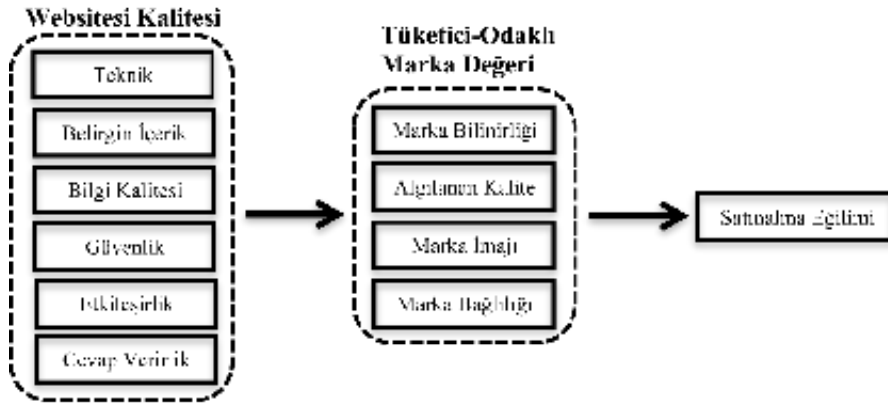 Websitesi Kalitesi
Teknik
Belirgin İçerik
Bilgi Kalitesi
Güvenlik
Etkileşirlik
Cevap Verirlik
Tüketici-Odaklı
Marka Değeri
Marka Bilinirliği
Algılanan Kalite
Marka İmajı
Marka Bağlılığı
Satınalma Eğilimi